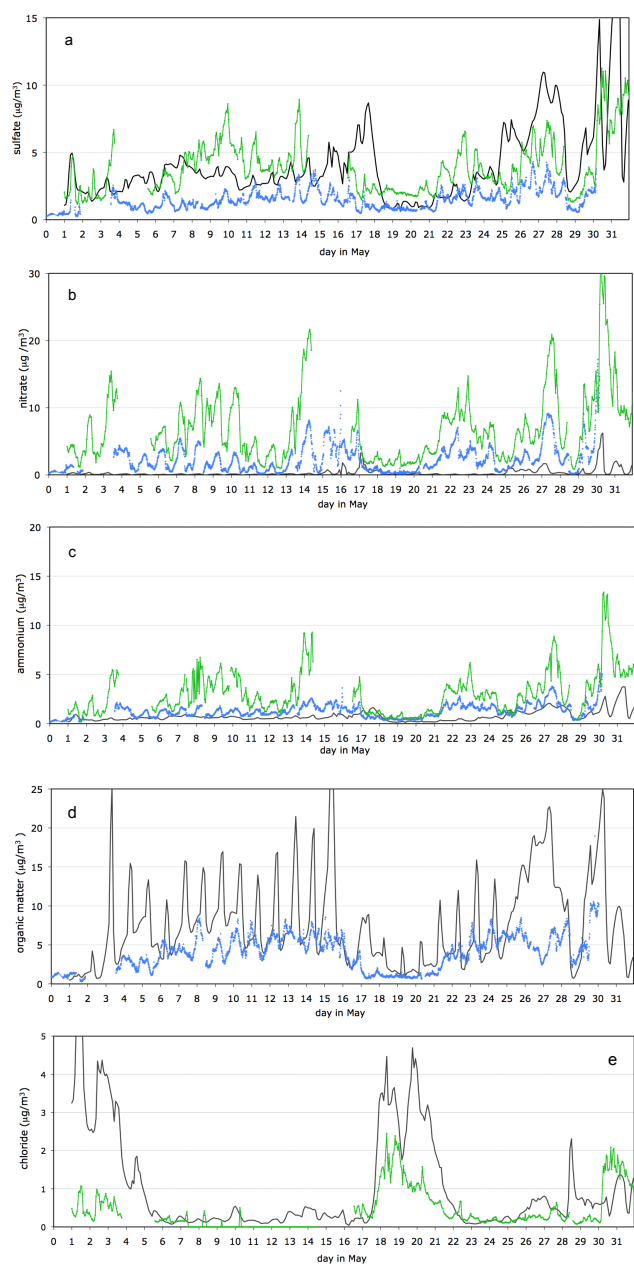 a
15
10
5
0
sulfate (µg/m³)
0 1 2 3 4 5 6 7 8 9 10 11 12 13 14 15 16 17 18 19 20 21 22 23 24 25 26 27 28 29 30 31
day in May
b
30
20
10
0
nitrate (µg /m³)
0 1 2 3 4 5 6 7 8 9 10 11 12 13 14 15 16 17 18 19 20 21 22 23 24 25 26 27 28 29 30 31
day in May
c
20
15
10
5
0
ammonium (µg/m³)
0 1 2 3 4 5 6 7 8 9 10 11 12 13 14 15 16 17 18 19 20 21 22 23 24 25 26 27 28 29 30 31
day in May
d
25
20
15
10
5
0
organic matter (µg/m³ )
0 1 2 3 4 5 6 7 8 9 10 11 12 13 14 15 16 17 18 19 20 21 22 23 24 25 26 27 28 29 30 31
day in May
e
5
4
3
2
1
0
chloride (µg/m³)
0 1 2 3 4 5 6 7 8 9 10 11 12 13 14 15 16 17 18 19 20 21 22 23 24 25 26 27 28 29 30 31
day in May